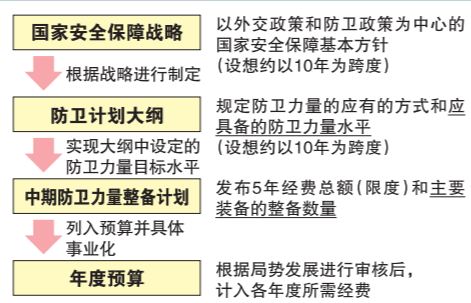 国家安全保障战略
以外交政策和防卫政策为中心的
国家安全保障基本方针
(设想约以10年为跨度)
根据战略进行制定
防卫计划大纲
规定防卫力量的应有的方式和应
具备的防卫力量水平
(设想约以10年为跨度)
实现大纲中设定的
防卫力量目标水平
中期防卫力量整备计划
发布5年经费总额(限度)和主要
装备的整备数量
列入预算并具体
事业化
年度预算
根据局势发展进行审核后，
计入各年度所需经费